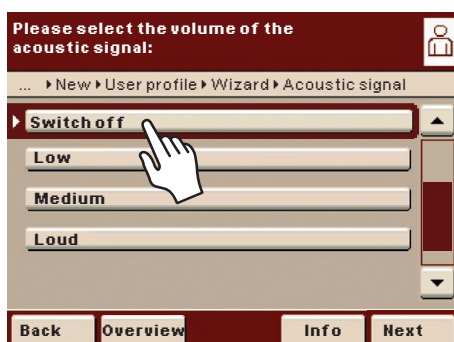 Please select the volume of the
acoustic signal:
... ▸ New ▸ User profile ▸ Wizard ▸ Acoustic signal
Switch off
Low
Medium
Loud
Back Overview Info Next